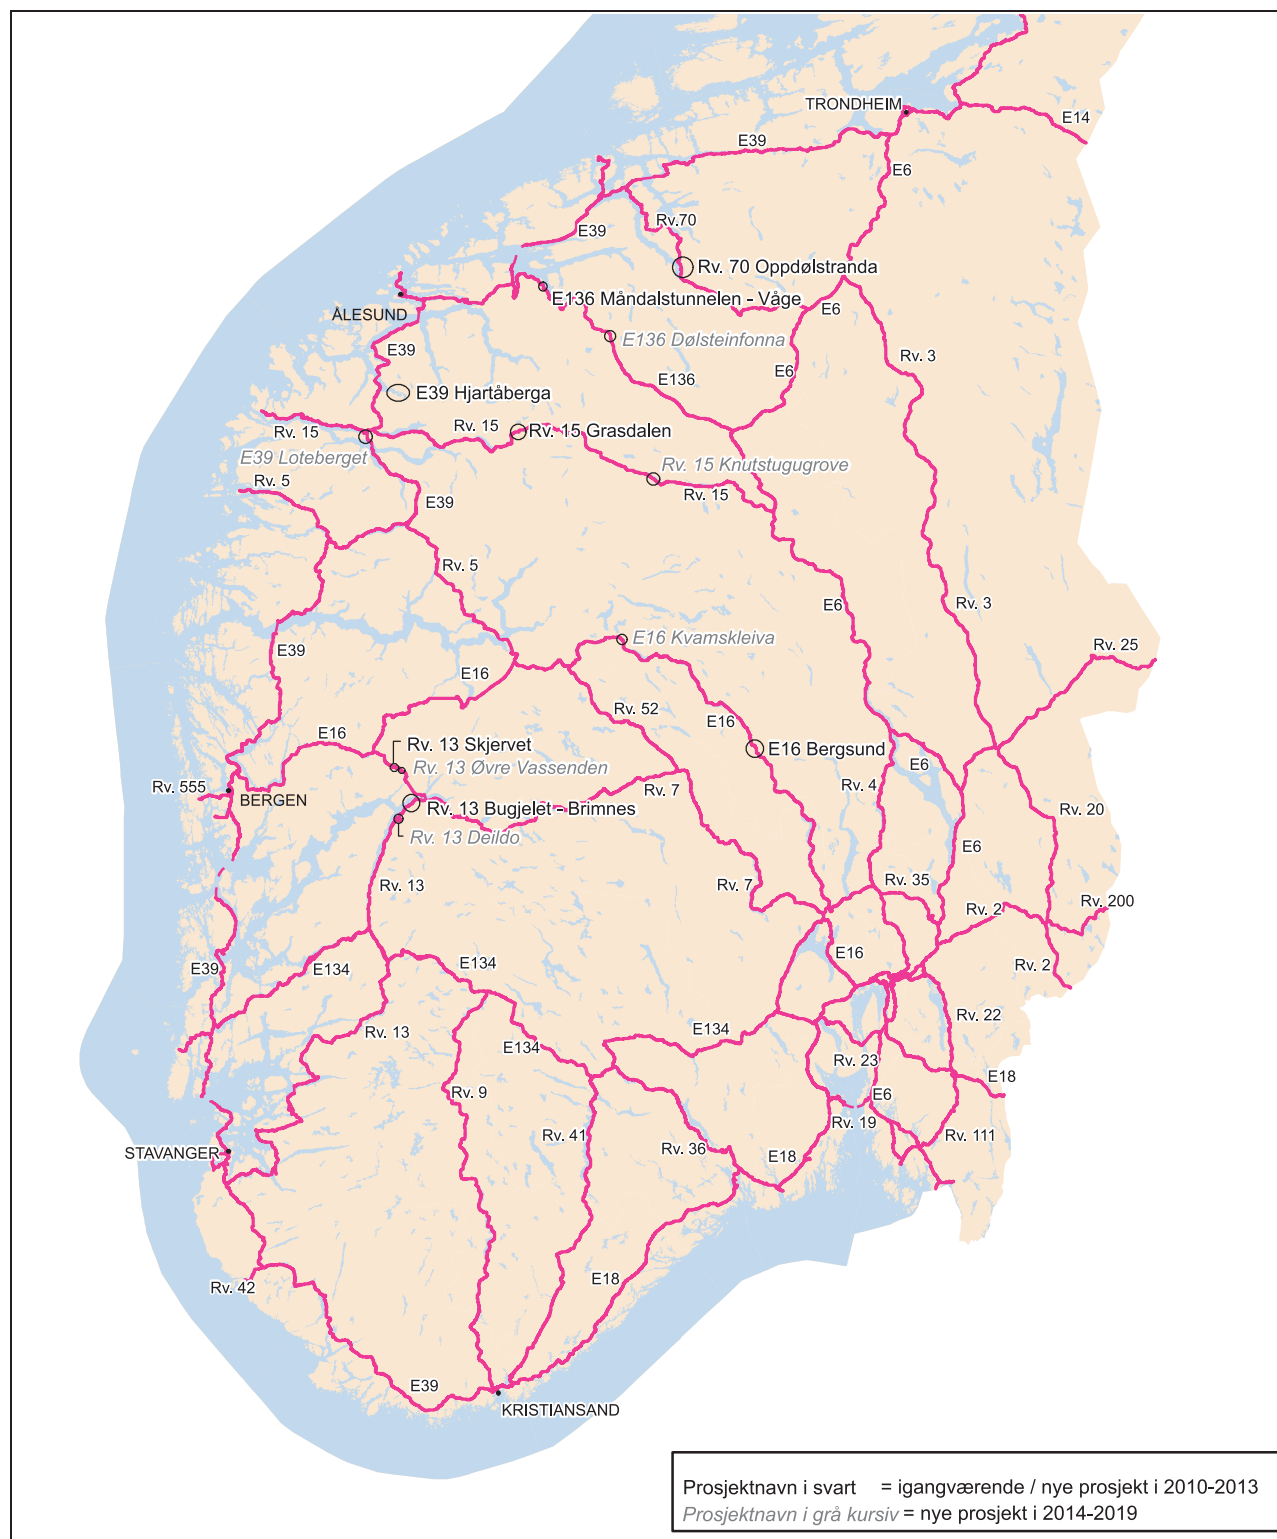 TRONDHEIM
E14
E39
E6
Rv.70
E39
Rv. 70 Oppdølstranda
E136 Måndalstunnelen - Våge
ÅLESUND
E6
E136 Dølsteinfonna
E39
Rv. 3
E6
E136
E39 Hjartåberga
Rv. 15
Rv. 15
Rv. 15 Grasdalen
E39 Loteberget
Rv. 15 Knutstugugrove
Rv. 5
Rv. 15
E39
Rv. 5
E6
Rv. 3
E16 Kvamskleiva
Rv. 25
E39
E16
Rv. 52
E16
E16
Rv. 13 Skjervet
E16 Bergsund
Rv. 13 Øvre Vassenden
E6
Rv. 555
Rv. 4
BERGEN
Rv. 7
Rv. 13 Bugjelet - Brimnes
Rv. 20
Rv. 13 Deildo
E6
Rv. 13
Rv. 7
Rv. 35
Rv. 200
Rv. 2
E16
E134
E134
E39
Rv. 2
Rv. 22
Rv. 13
E134
E134
Rv. 23
E18
Rv. 9
E6
Rv. 19
Rv. 41
Rv. 111
Rv. 36
STAVANGER
E18
Rv. 42
E18
E39
KRISTIANSAND
Prosjektnavn i svart = igangværende / nye prosjekt i 2010-2013
Prosjektnavn i grå kursiv = nye prosjekt i 2014-2019